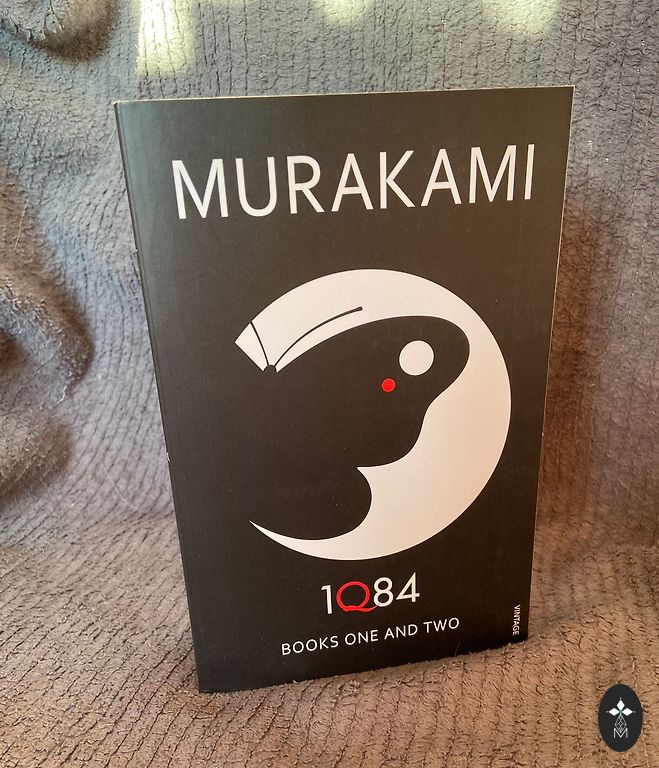 MURAKAMI
1Q84
BOOKS ONE AND TWO
VINTAGE
M